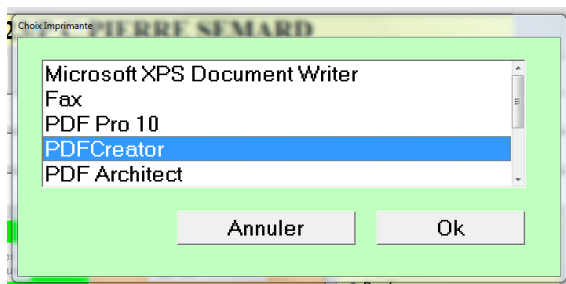 Choix Imprimante
PIERRE SEMARD
Microsoft XPS Document Writer
Fax
PDF Pro 10
PDFCreator
PDF Architect
Annuler
Ok